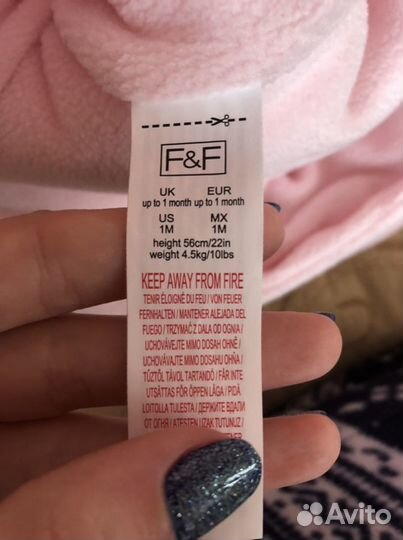 F&F
UK EUR
up to 1 month up to 1 month
US MX
1M 1M
height 56cm/22in
weight 4.5kg/10lbs
KEEP AWAY FROM FIRE
TENIR ÉLOIGNÉ DU FEU / VON FEUER
FERNHALTEN / MANTENER ALEJADA DEL
FUEGO / TRZYMAĆ Z DALA OD OGNIA /
UCHOVÁVEJTE MIMO DOSAH OHNĚ /
UCHOVÁVAJTE MIMO DOSAHU OHŇA /
TŰZTŐL TÁVOL TARTANDÓ / FÅR INTE
UTSÄTTAS FÖR ÖPPEN LÅGA / PIDÄ
LOITOLLA TULESTA / ДЕРЖИТЕ ВДАЛИ
ОТ ОГНЯ / ATEŞTEN UZAK TUTUNUZ /
Avito